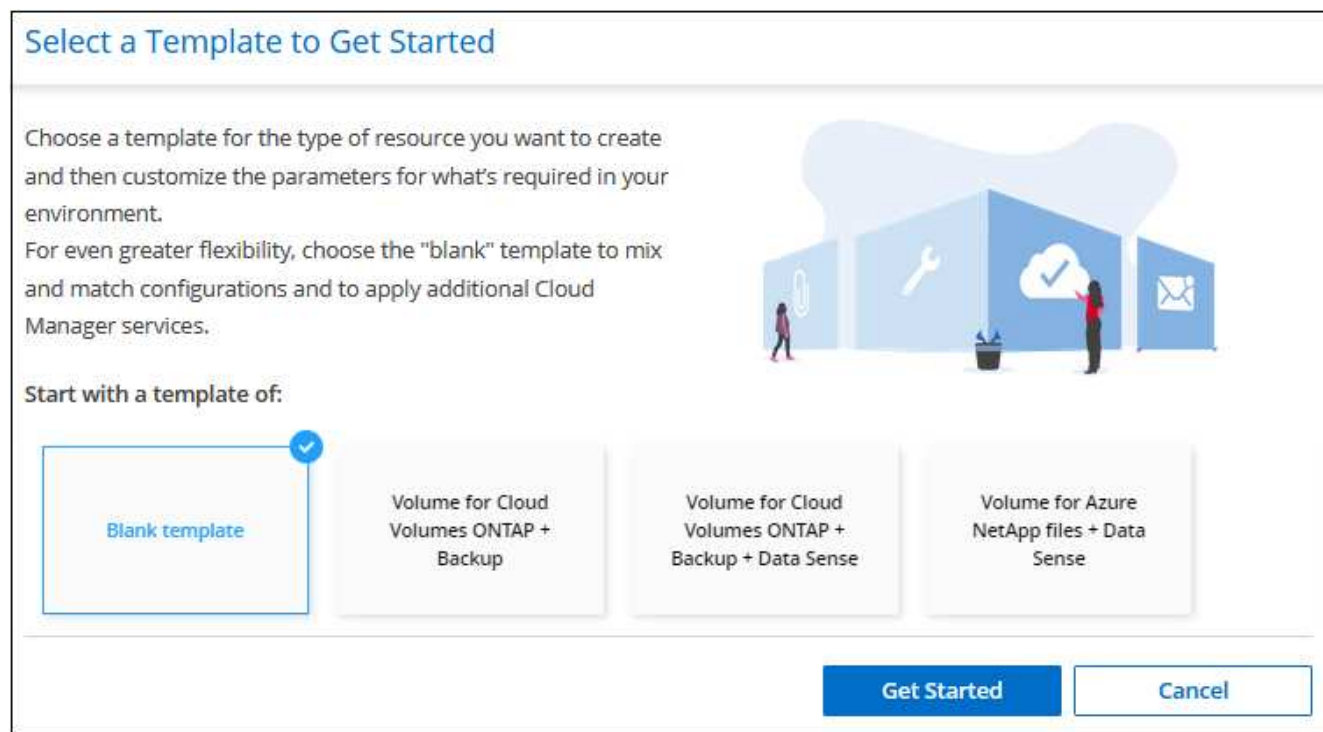 Select a Template to Get Started
Choose a template for the type of resource you want to create
and then customize the parameters for what's required in your
environment.
For even greater flexibility, choose the "blank" template to mix
and match configurations and to apply additional Cloud
Manager services.
Start with a template of:
Blank template
Volume for Cloud
Volumes ONTAP +
Backup
Volume for Cloud
Volumes ONTAP +
Backup + Data Sense
Volume for Azure
NetApp files + Data
Sense
Get Started
Cancel